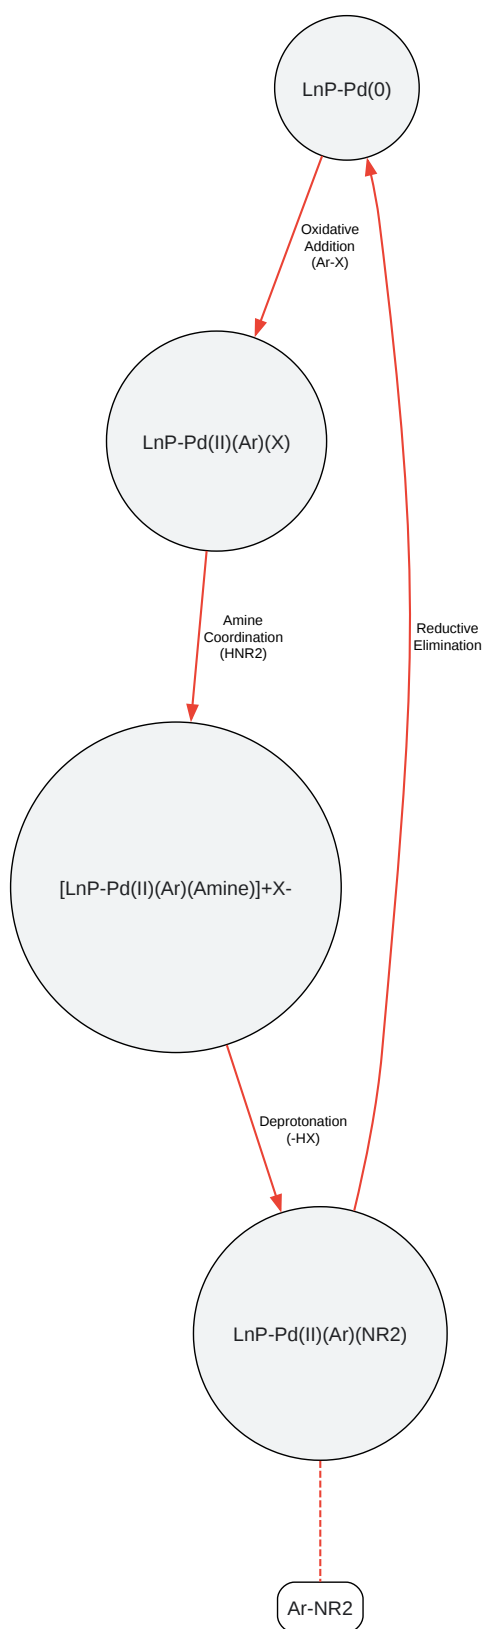 LnP-Pd(0)
Oxidative
Addition
(Ar-X)
LnP-Pd(II)(Ar)(X)
Amine
Coordination
(HNR2)
Reductive
Elimination
[LnP-Pd(II)(Ar)(Amine)]+X-
Deprotonation
(-HX)
LnP-Pd(II)(Ar)(NR2)
Ar-NR2